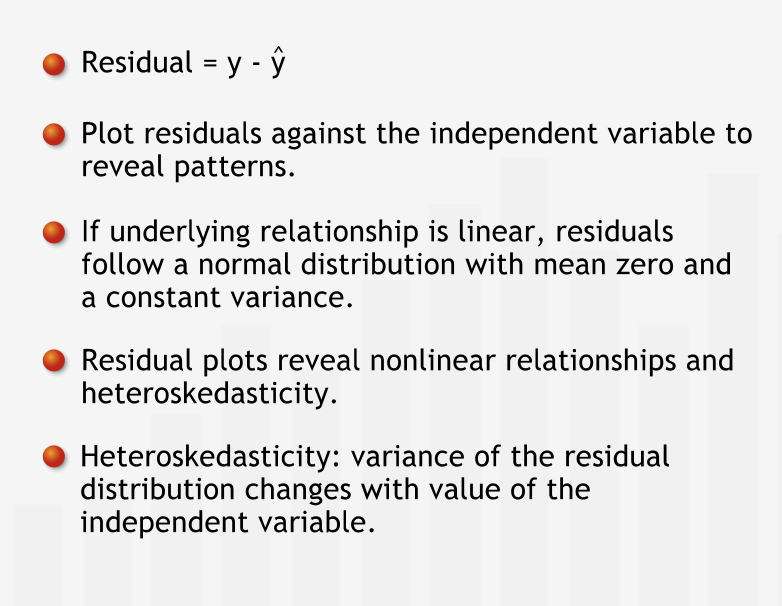 Residual = y - ŷ
Plot residuals against the independent variable to
reveal patterns.
If underlying relationship is linear, residuals
follow a normal distribution with mean zero and
a constant variance.
Residual plots reveal nonlinear relationships and
heteroskedasticity.
Heteroskedasticity: variance of the residual
distribution changes with value of the
independent variable.